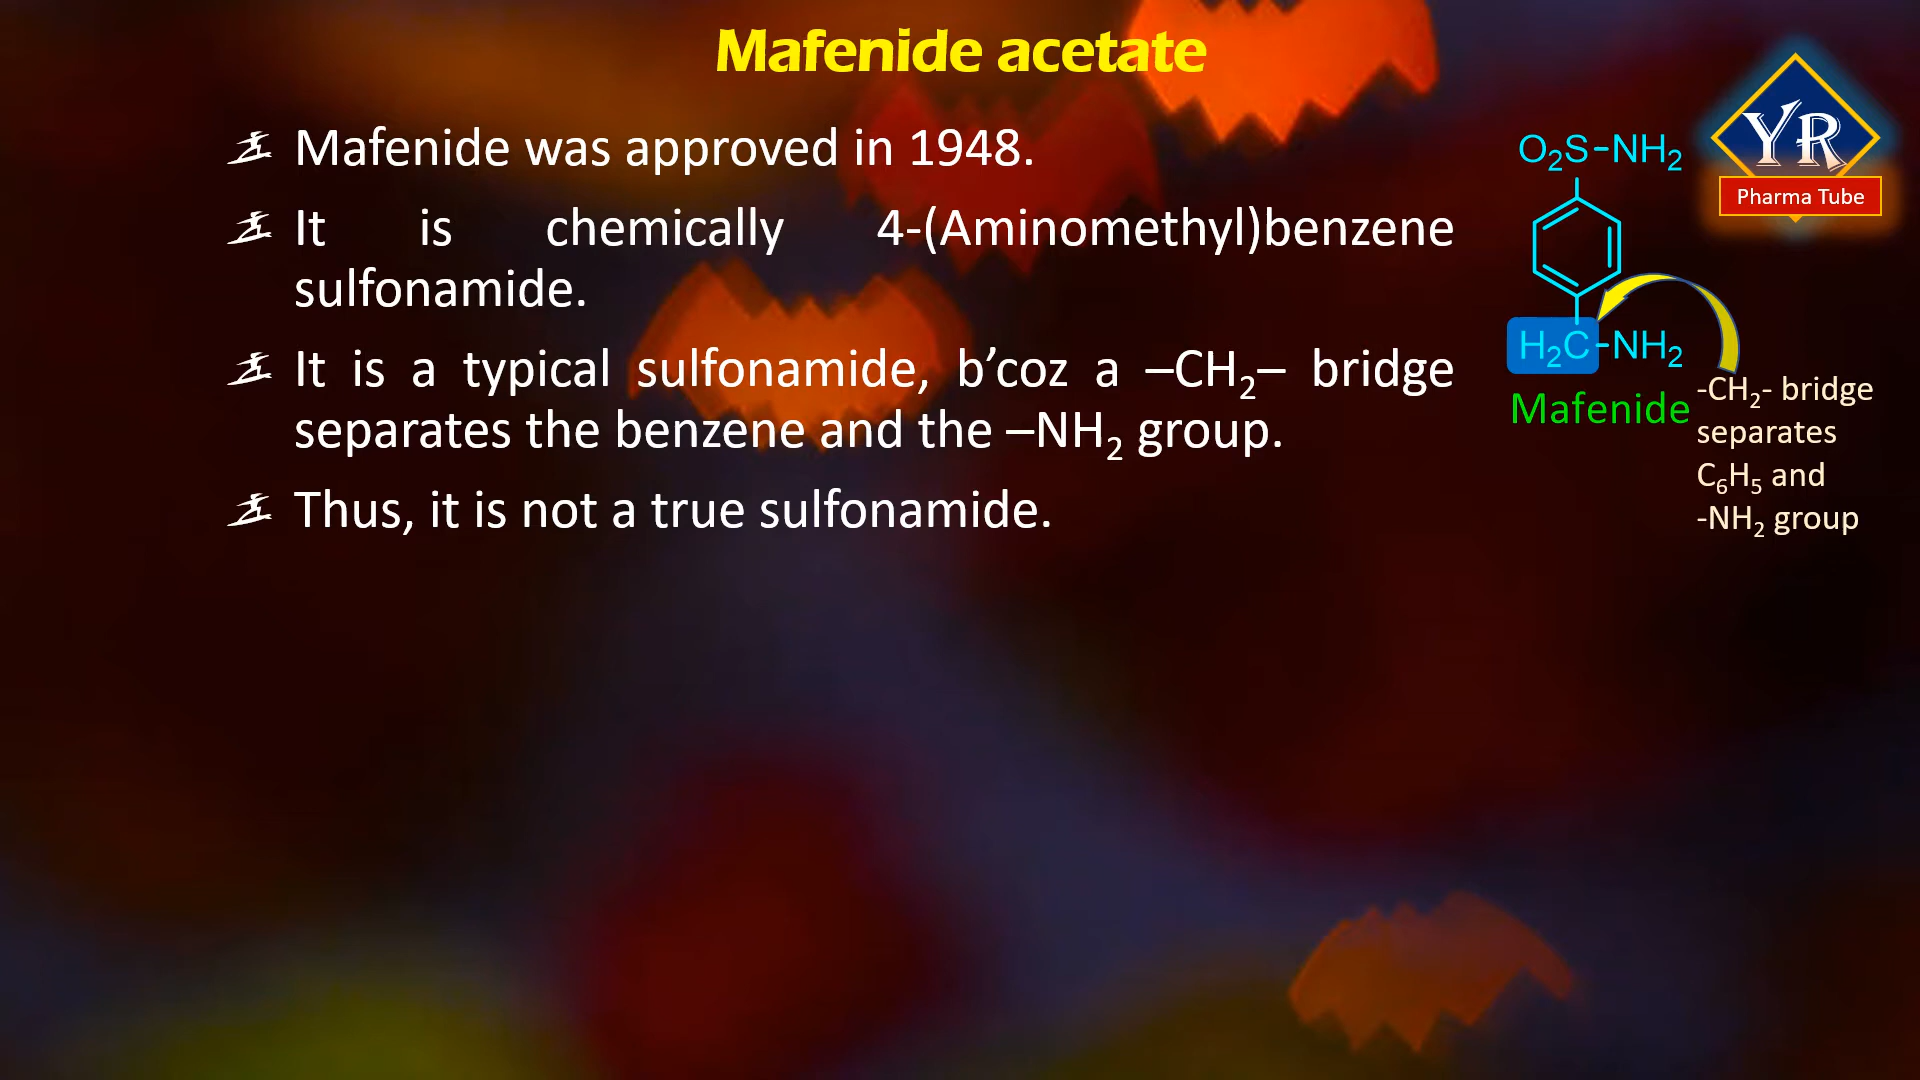 Mafenide acetate
Mafenide was approved in 1948.
It is chemically 4-(Aminomethyl)benzene
sulfonamide.
It is a typical sulfonamide, b’coz a –CH₂– bridge
separates the benzene and the –NH₂ group.
Thus, it is not a true sulfonamide.
O₂S-NH₂
H₂C-NH₂
Mafenide
-CH₂- bridge
separates
C₆H₅ and
-NH₂ group
YR
Pharma Tube